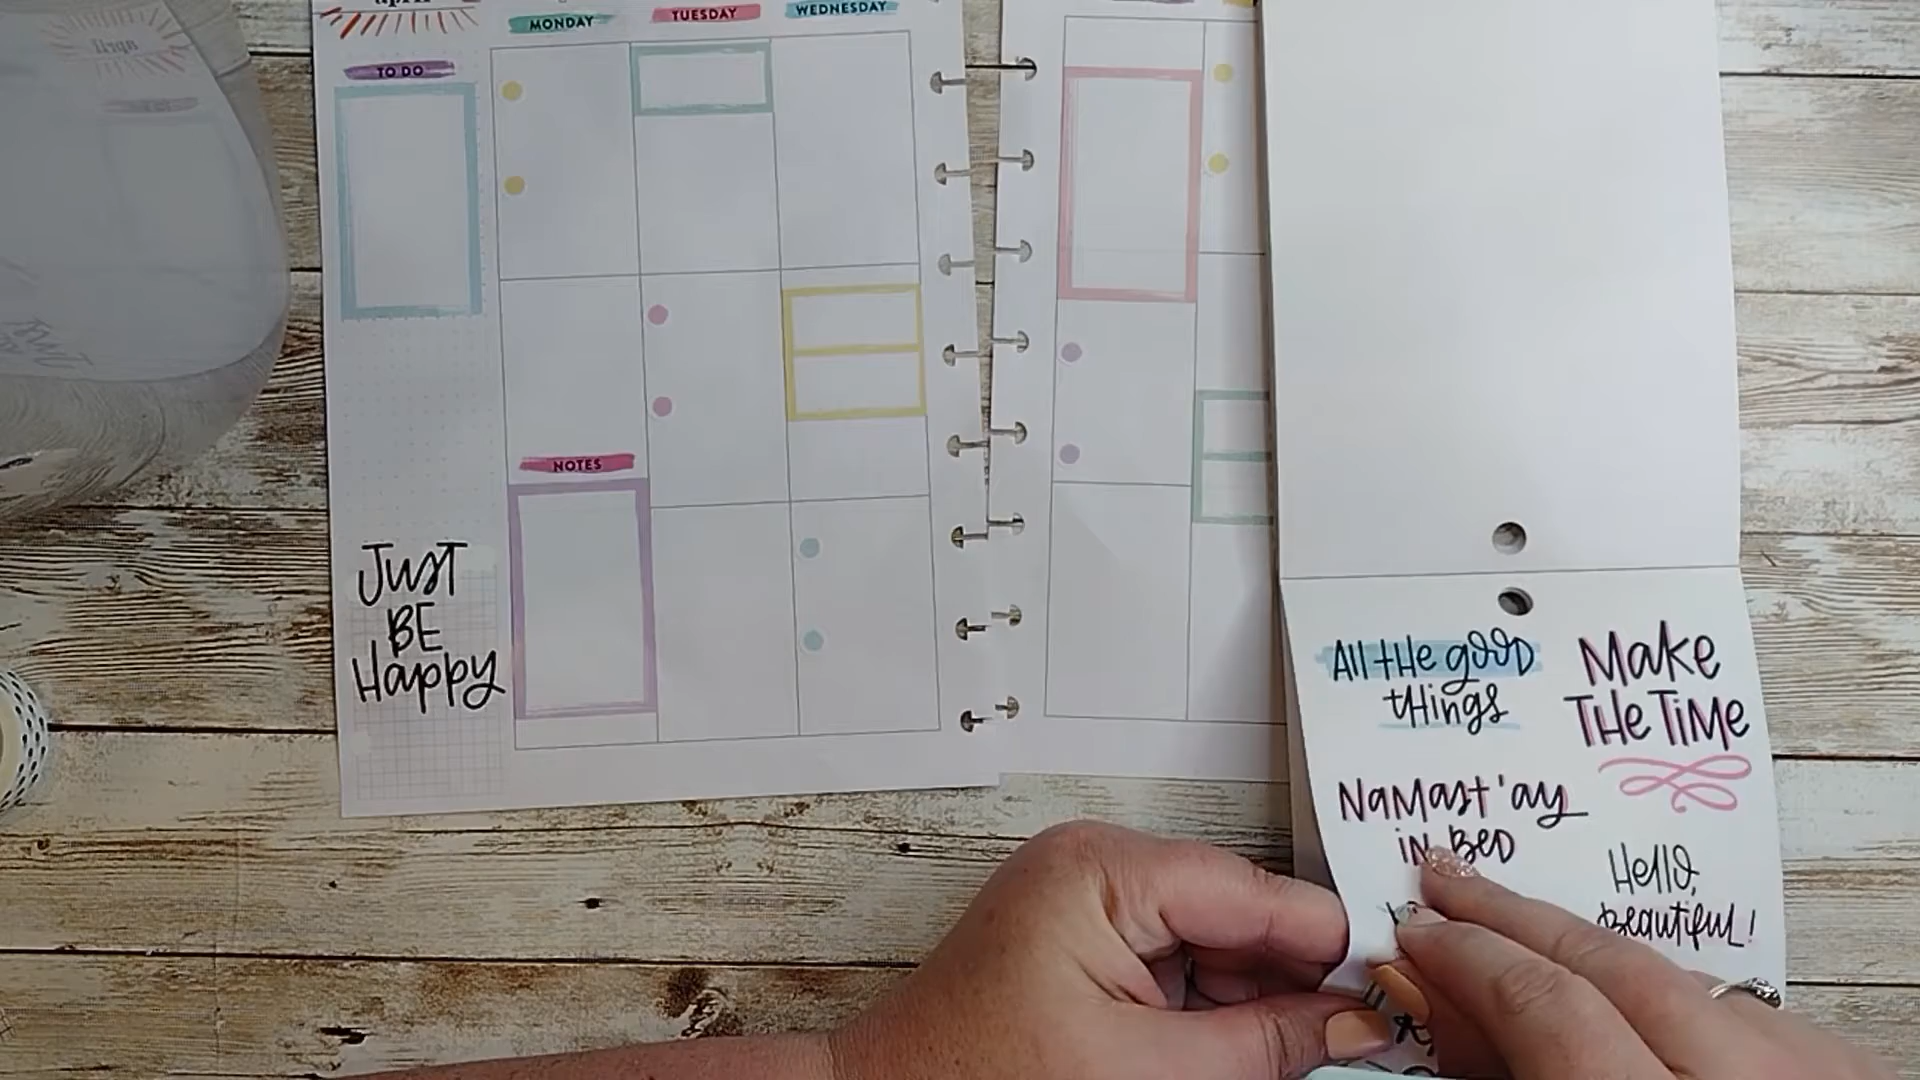 april
MONDAY
TUESDAY
WEDNESDAY
TO DO
NOTES
Just
BE
Happy
All tHe gooD
tHings
Make
THe TiMe
NaMast'ay
iN BeD
Hello,
Beautiful!